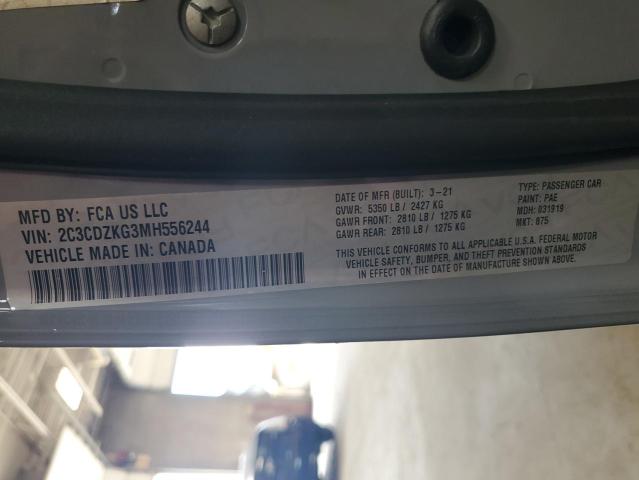 MFD BY: FCA US LLC
VIN: 2C3CDZKG3MH556244
VEHICLE MADE IN: CANADA
DATE OF MFR (BUILT): 3-21
GVWR: 5350 LB / 2427 KG
GAWR FRONT: 2810 LB / 1275 KG
GAWR REAR: 2810 LB / 1275 KG
TYPE: PASSENGER CAR
PAINT: PAE
MDH: 031919
MKT: 875
THIS VEHICLE CONFORMS TO ALL APPLICABLE U.S.A. FEDERAL MOTOR
VEHICLE SAFETY, BUMPER, AND THEFT PREVENTION STANDARDS
IN EFFECT ON THE DATE OF MANUFACTURE SHOWN ABOVE.